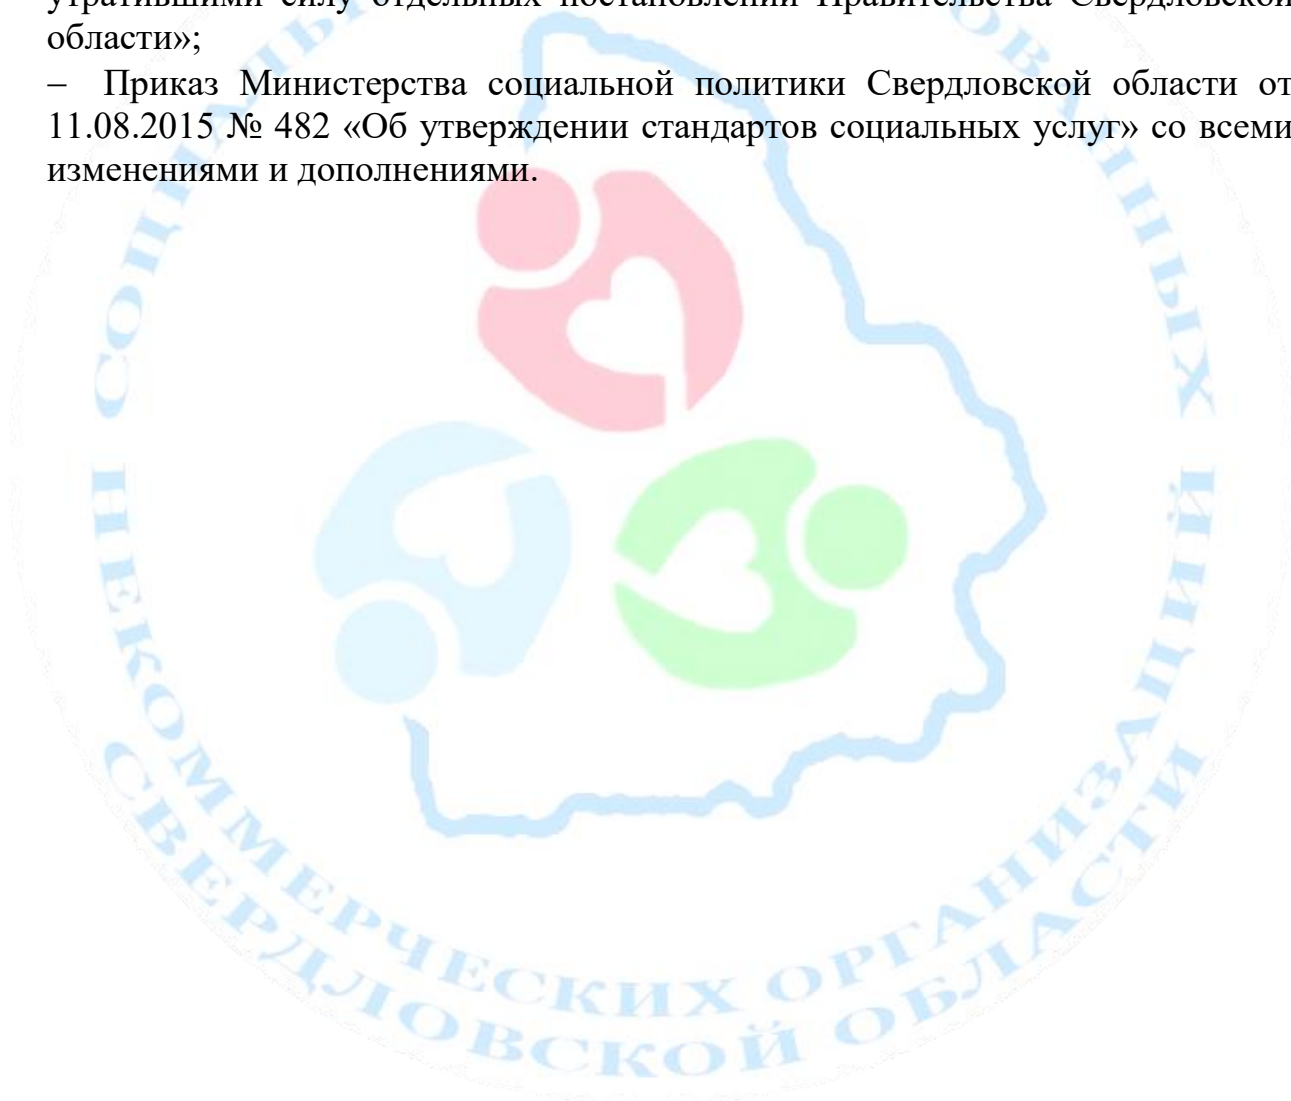 утратившими силу отдельных постановлений Правительства Свердловской
области»;
– Приказ Министерства социальной политики Свердловской области от
11.08.2015 № 482 «Об утверждении стандартов социальных услуг» со всеми
изменениями и дополнениями.
НЕКОММЕРЧЕСКИХ ОРГАНИЗАЦИЙ
СВЕРДЛОВСКОЙ ОБЛАСТИ